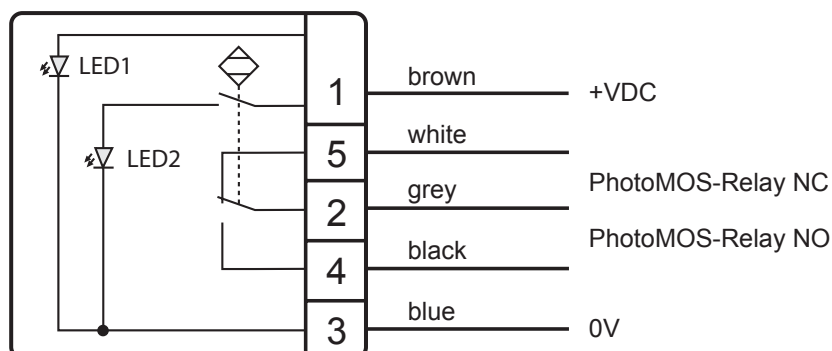 LED1
LED2
1 brown +VDC
5 white
PhotoMOS-Relay NC
2 grey
PhotoMOS-Relay NO
4 black
3 blue 0V